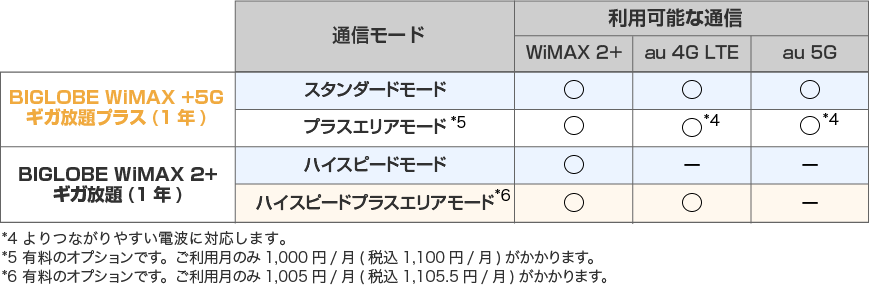 通信モード 利用可能な通信
WiMAX 2+ au 4G LTE au 5G
BIGLOBE WiMAX +5G
ギガ放題プラス (1 年)
スタンダードモード ○ ○ ○
プラスエリアモード *5 ○ ○*4 ○*4
BIGLOBE WiMAX 2+
ギガ放題 (1 年)
ハイスピードモード ○ − −
ハイスピードプラスエリアモード*6 ○ ○ −
*4 よりつながりやすい電波に対応します。
*5 有料のオプションです。ご利用月のみ 1,000 円 / 月 ( 税込 1,100 円 / 月 ) がかかります。
*6 有料のオプションです。ご利用月のみ 1,005 円 / 月 ( 税込 1,105.5 円 / 月 ) がかかります。